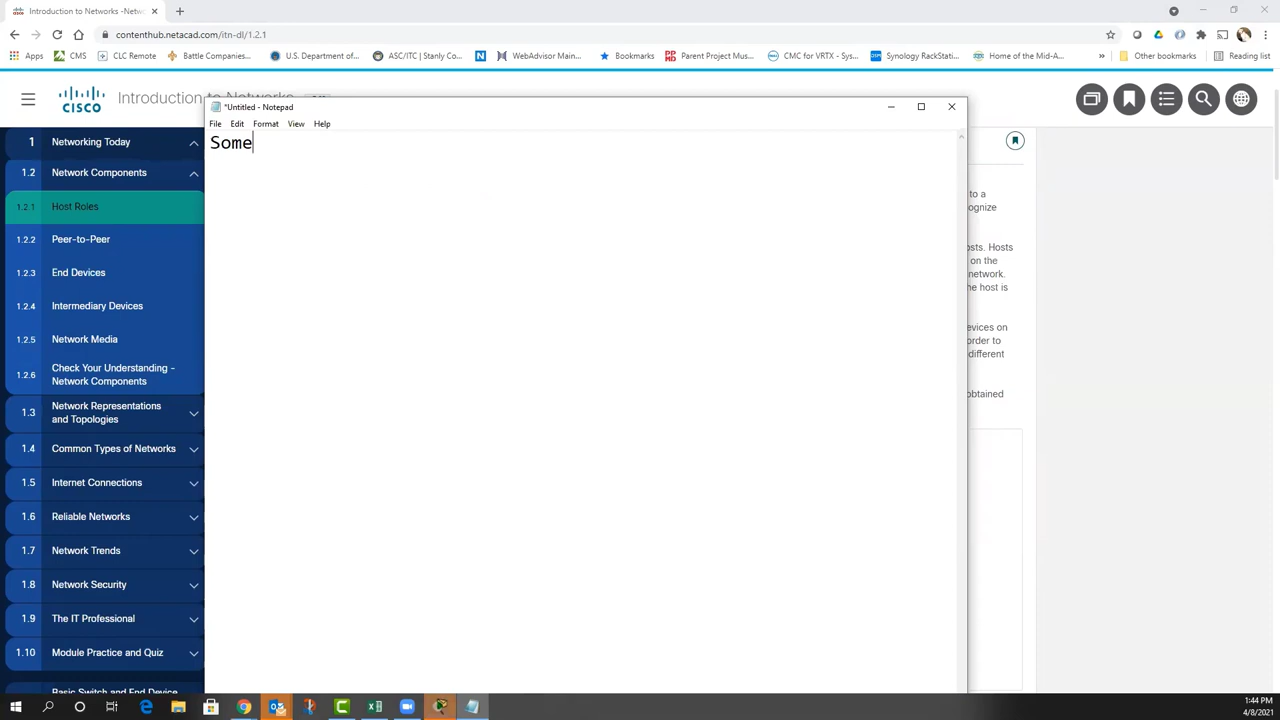 Introduction to Networks -Netw
contenthub.netacad.com/itn-dl/1.2.1
Apps
CMS
CLC Remote
Battle Companies...
U.S. Department of...
ASC/ITC | Stanly Co...
WebAdvisor Main...
Bookmarks
Parent Project Mus...
CMC for VRTX - Sys...
Synology RackStati...
Home of the Mid-A...
»
Other bookmarks
Reading list
CISCO
Introduction to Networks
*Untitled - Notepad
File Edit Format View Help
Some
1 Networking Today
1.2 Network Components
1.2.1 Host Roles
1.2.2 Peer-to-Peer
1.2.3 End Devices
1.2.4 Intermediary Devices
1.2.5 Network Media
1.2.6 Check Your Understanding -
Network Components
1.3 Network Representations
and Topologies
1.4 Common Types of Networks
1.5 Internet Connections
1.6 Reliable Networks
1.7 Network Trends
1.8 Network Security
1.9 The IT Professional
1.10 Module Practice and Quiz
Basic Switch and End Device
to a
ognize
osts. Hosts
on the
network.
ne host is
evices on
order to
different
obtained
1:44 PM
4/8/2021